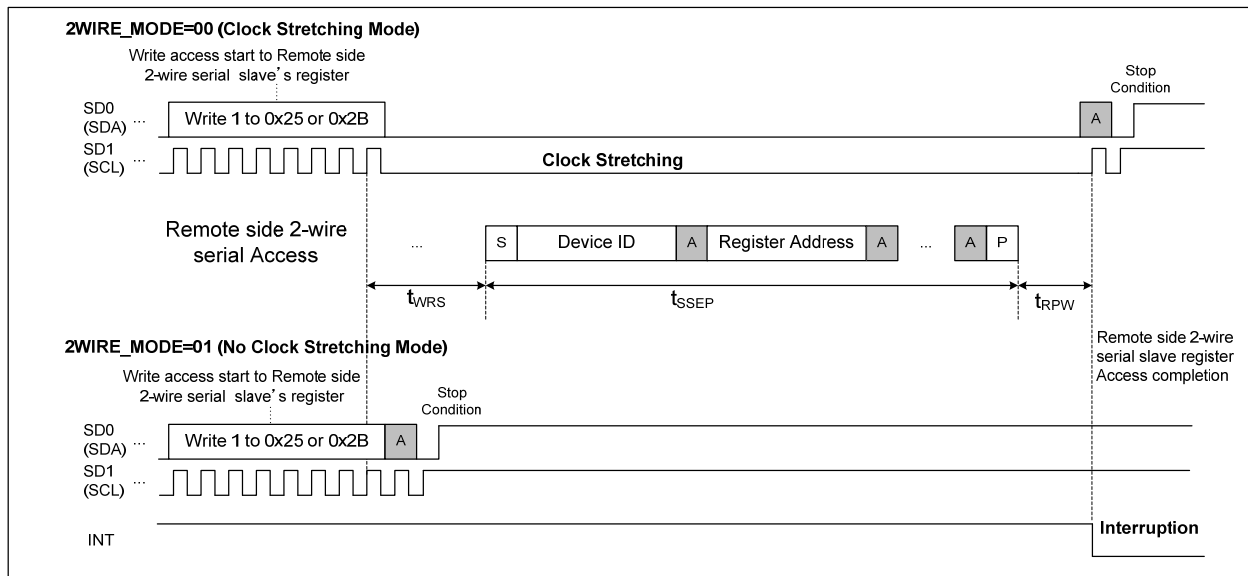 2WIRE_MODE=00 (Clock Stretching Mode)
Write access start to Remote side
2-wire serial slave's register
Stop
Condition
SD0
(SDA) ...
Write 1 to 0x25 or 0x2B
A
SD1
(SCL) ...
Clock Stretching
Remote side 2-wire
serial Access
...
S Device ID A Register Address A ... A P
tWRS
tSSEP
tRPW
2WIRE_MODE=01 (No Clock Stretching Mode)
Remote side 2-wire
serial slave register
Access completion
Write access start to Remote side
2-wire serial slave's register
Stop
Condition
SD0
(SDA) ...
Write 1 to 0x25 or 0x2B A
SD1
(SCL) ...
INT
Interruption